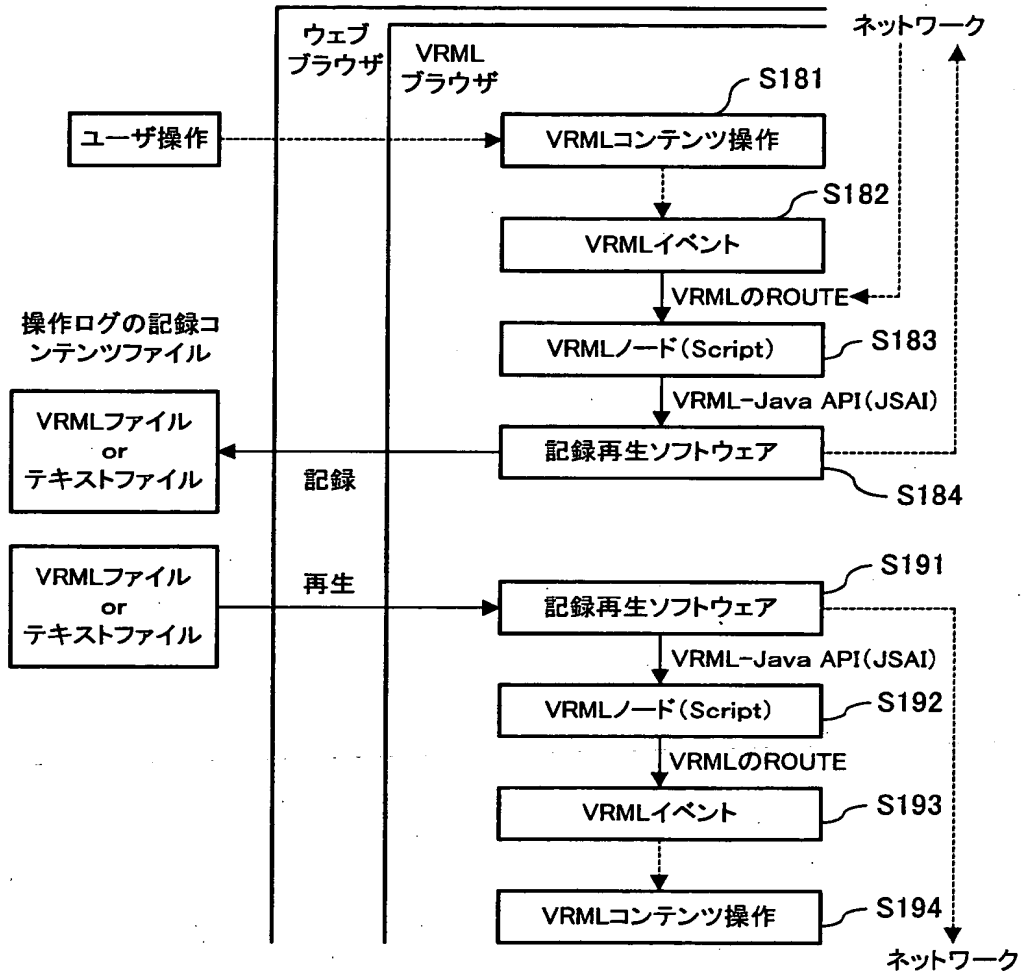 ウェブ
ブラウザ
VRML
ブラウザ
ネットワーク
S181
ユーザ操作
VRMLコンテンツ操作
S182
VRMLイベント
VRMLのROUTE
操作ログの記録コ
ンテンツファイル
S183
VRMLノード(Script)
VRML-Java API(JSAI)
VRMLファイル
or
テキストファイル
記録
記録再生ソフトウェア
S184
VRMLファイル
or
テキストファイル
再生
S191
記録再生ソフトウェア
VRML-Java API(JSAI)
S192
VRMLノード(Script)
VRMLのROUTE
S193
VRMLイベント
S194
VRMLコンテンツ操作
ネットワーク